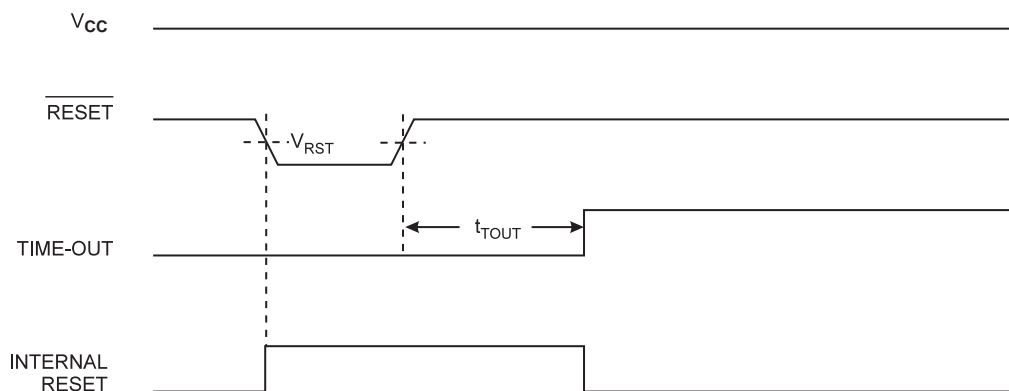 VCC
RESET
VRST
tTOUT
TIME-OUT
INTERNAL
RESET